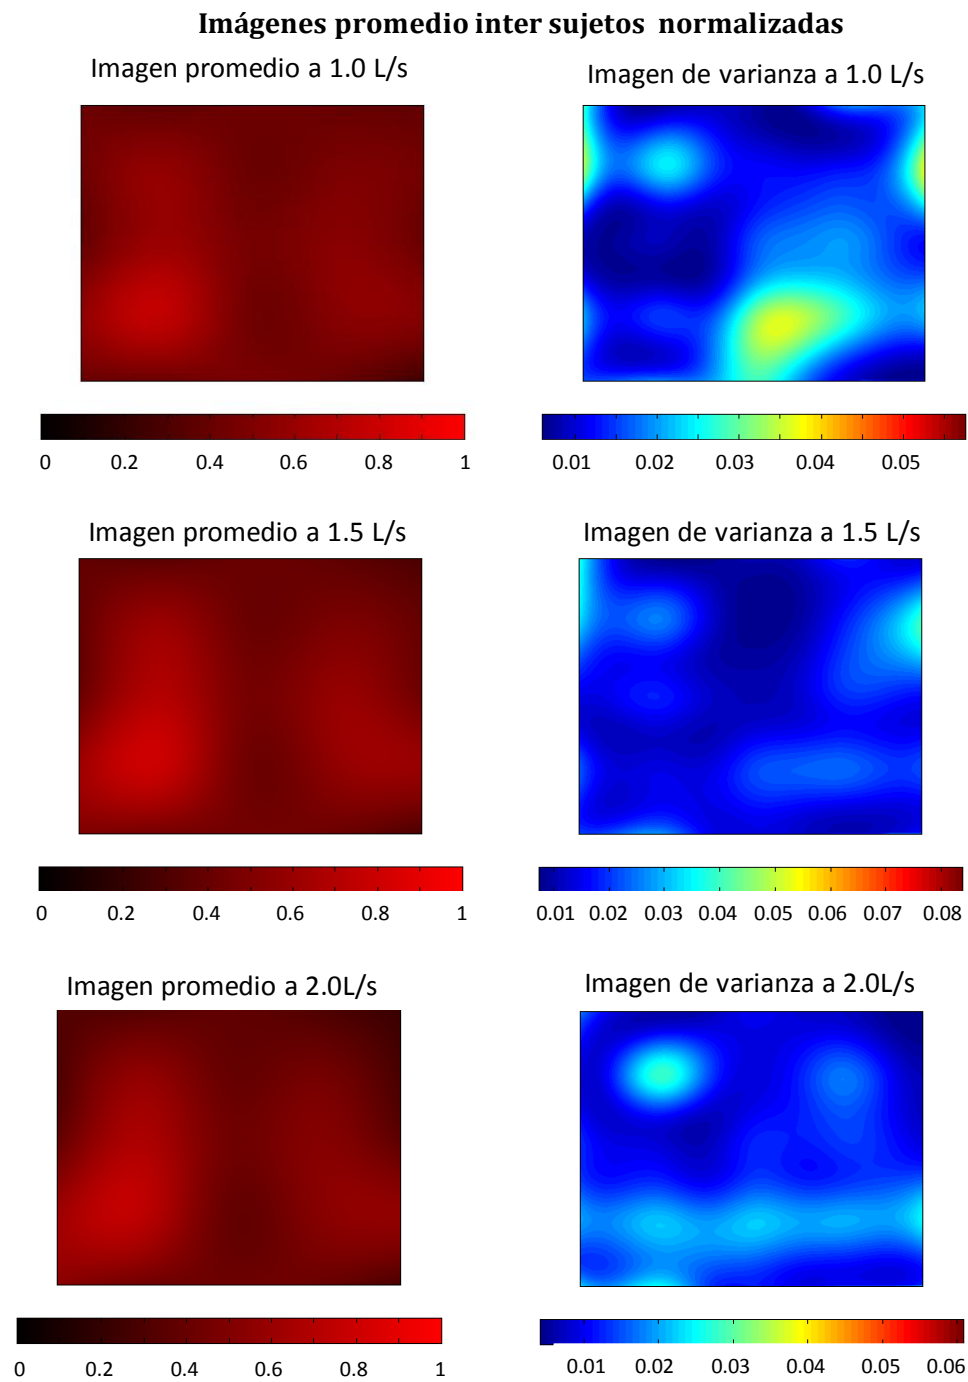 Imágenes promedio inter sujetos normalizadas
Imagen promedio a 1.0 L/s
Imagen de varianza a 1.0 L/s
0 0.2 0.4 0.6 0.8 1
0.01 0.02 0.03 0.04 0.05
Imagen promedio a 1.5 L/s
Imagen de varianza a 1.5 L/s
0 0.2 0.4 0.6 0.8 1
0.01 0.02 0.03 0.04 0.05 0.06 0.07 0.08
Imagen promedio a 2.0L/s
Imagen de varianza a 2.0L/s
0 0.2 0.4 0.6 0.8 1
0.01 0.02 0.03 0.04 0.05 0.06